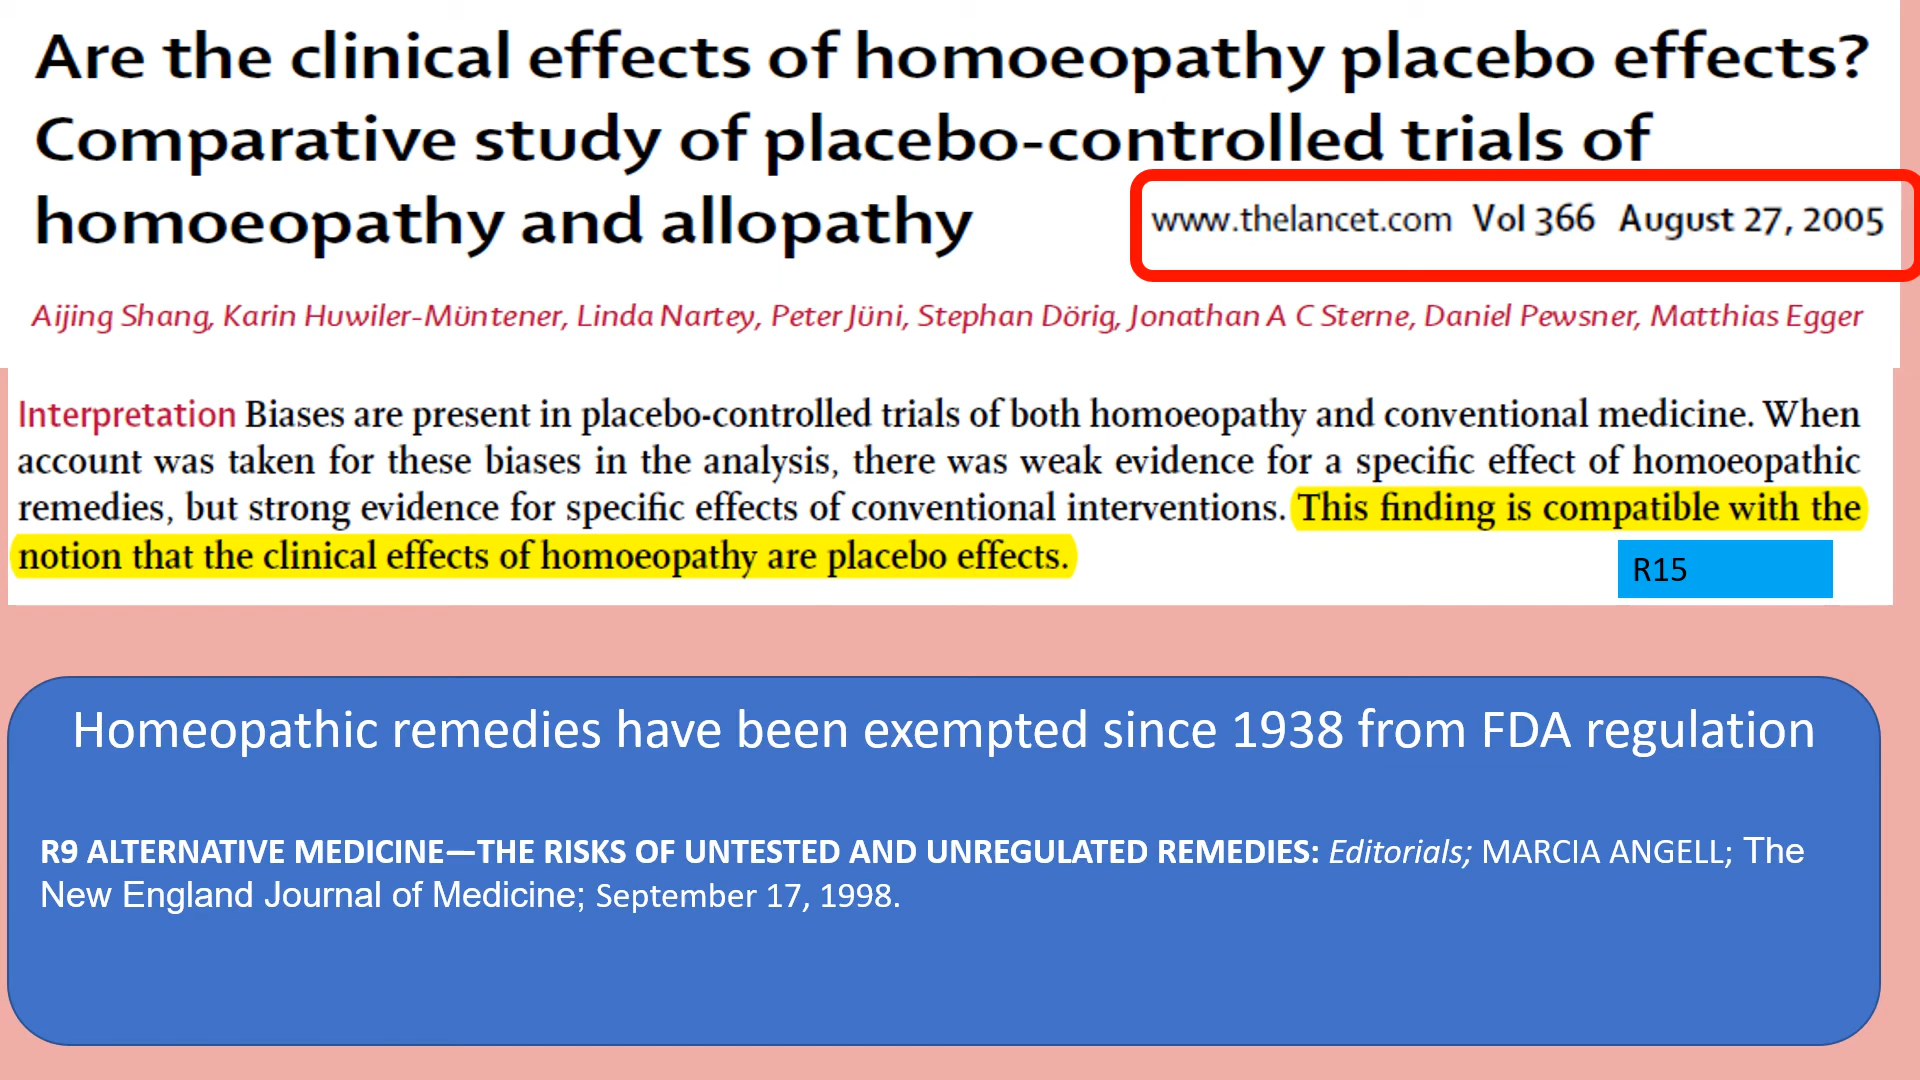 Are the clinical effects of homoeopathy placebo effects?
Comparative study of placebo-controlled trials of
homoeopathy and allopathy
www.thelancet.com Vol 366 August 27, 2005
Aijing Shang, Karin Huwiler-Müntener, Linda Nartey, Peter Jüni, Stephan Dörig, Jonathan A C Sterne, Daniel Pewsner, Matthias Egger
Interpretation Biases are present in placebo-controlled trials of both homoeopathy and conventional medicine. When
account was taken for these biases in the analysis, there was weak evidence for a specific effect of homoeopathic
remedies, but strong evidence for specific effects of conventional interventions. This finding is compatible with the
notion that the clinical effects of homoeopathy are placebo effects.
R15
Homeopathic remedies have been exempted since 1938 from FDA regulation
R9 ALTERNATIVE MEDICINE—THE RISKS OF UNTESTED AND UNREGULATED REMEDIES: Editorials; MARCIA ANGELL; The
New England Journal of Medicine; September 17, 1998.